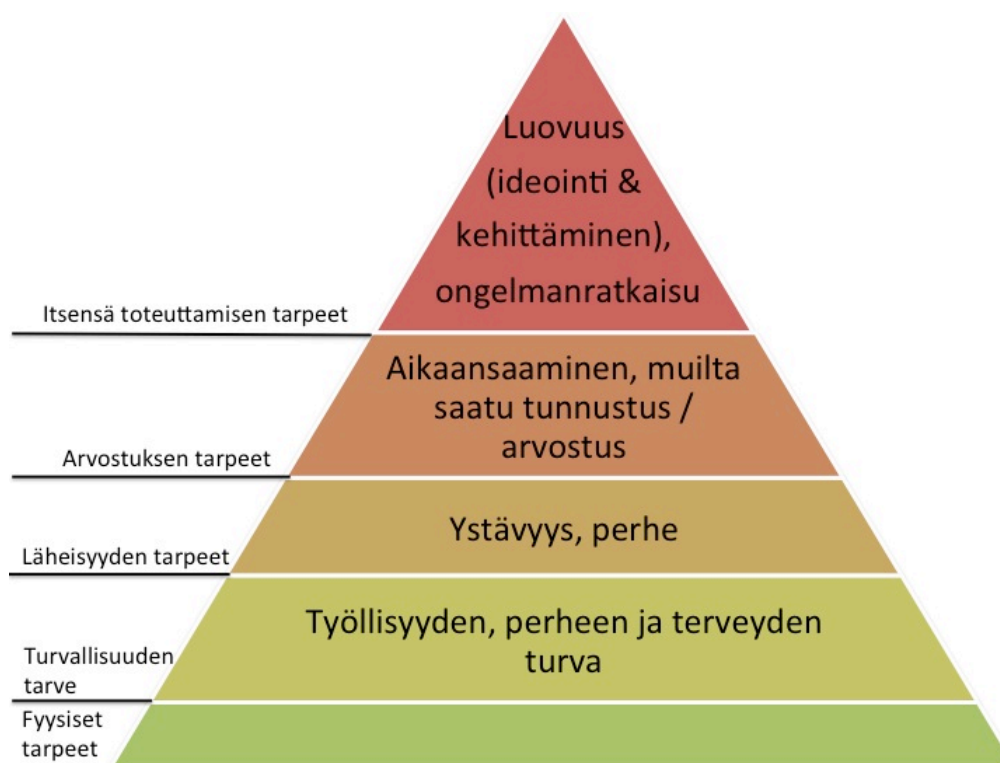 Luovuus
(ideointi &
kehittäminen),
ongelmanratkaisu
Itsensä toteuttamisen tarpeet
Aikaansaaminen, muilta
saatu tunnustus /
arvostus
Arvostuksen tarpeet
Ystävyys, perhe
Läheisyyden tarpeet
Työllisyyden, perheen ja terveyden
turva
Turvallisuuden
tarve
Fyysiset
tarpeet